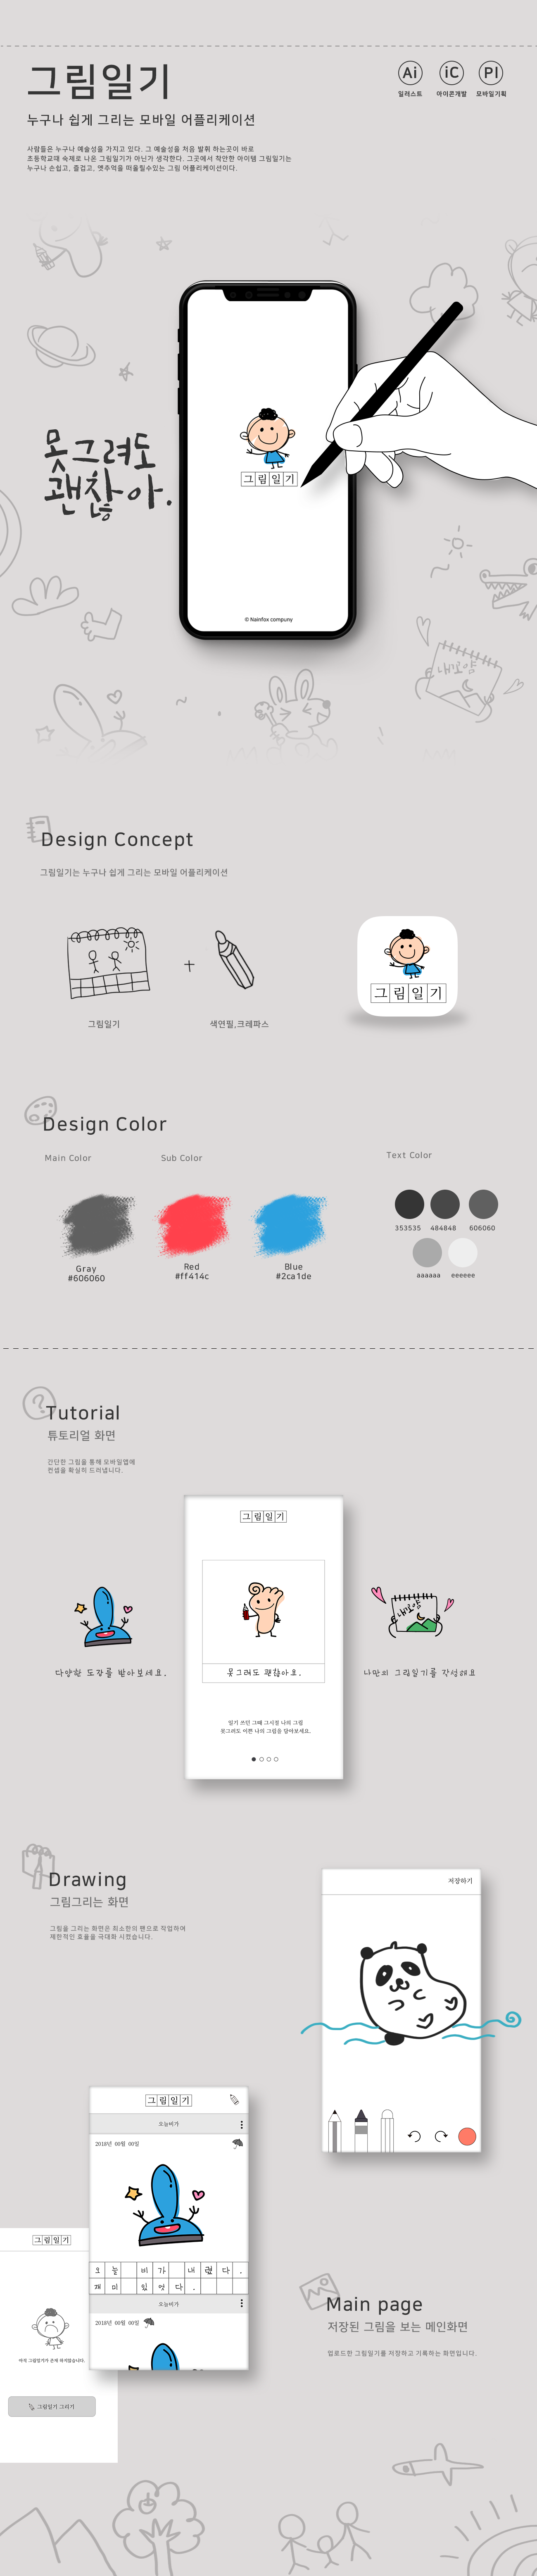 그림일기
Ai
iC
Pl
일러스트
아이콘개발
모바일기획
누구나 쉽게 그리는 모바일 어플리케이션
사람들은 누구나 예술성을 가지고 있다. 그 예술성을 처음 발휘 하는곳이 바로
초등학교때 숙제로 나온 그림일기가 아닌가 생각한다. 그곳에서 착안한 아이템 그림일기는
누구나 손쉽고, 즐겁고, 옛추억을 떠올릴수있는 그림 어플리케이션이다.
못그려도
괜찮아.
그림일기
© Nainfox compuny
내로얌
Design Concept
그림일기는 누구나 쉽게 그리는 모바일 어플리케이션
+
그림일기
그림일기
색연필,크레파스
Design Color
Main Color
Sub Color
Text Color
353535
484848
606060
Gray
#606060
Red
#ff414c
Blue
#2ca1de
aaaaaa
eeeeee
?
Tutorial
튜토리얼 화면
간단한 그림을 통해 모바일앱에
컨셉을 확실히 드러냅니다.
그림일기
다양한 도장을 받아보세요.
못그려도 괜찮아요.
나만의 그림일기를 작성해요
일기 쓰던 그때 그시절 나의 그림
못그려도 이쁜 나의 그림을 담아보세요.
Drawing
그림그리는 화면
그림을 그리는 화면은 최소한의 팬으로 작업하여
제한적인 효율을 극대화 시켰습니다.
저장하기
그림일기
오늘비가
2018년 00월 00일
오늘 비가 내렸다.
재미있엇다.
오늘비가
2018년 00월 00일
그림일기
그림일기 그리기
Main page
저장된 그림을 보는 메인화면
업로드한 그림일기를 저장하고 기록하는 화면입니다.